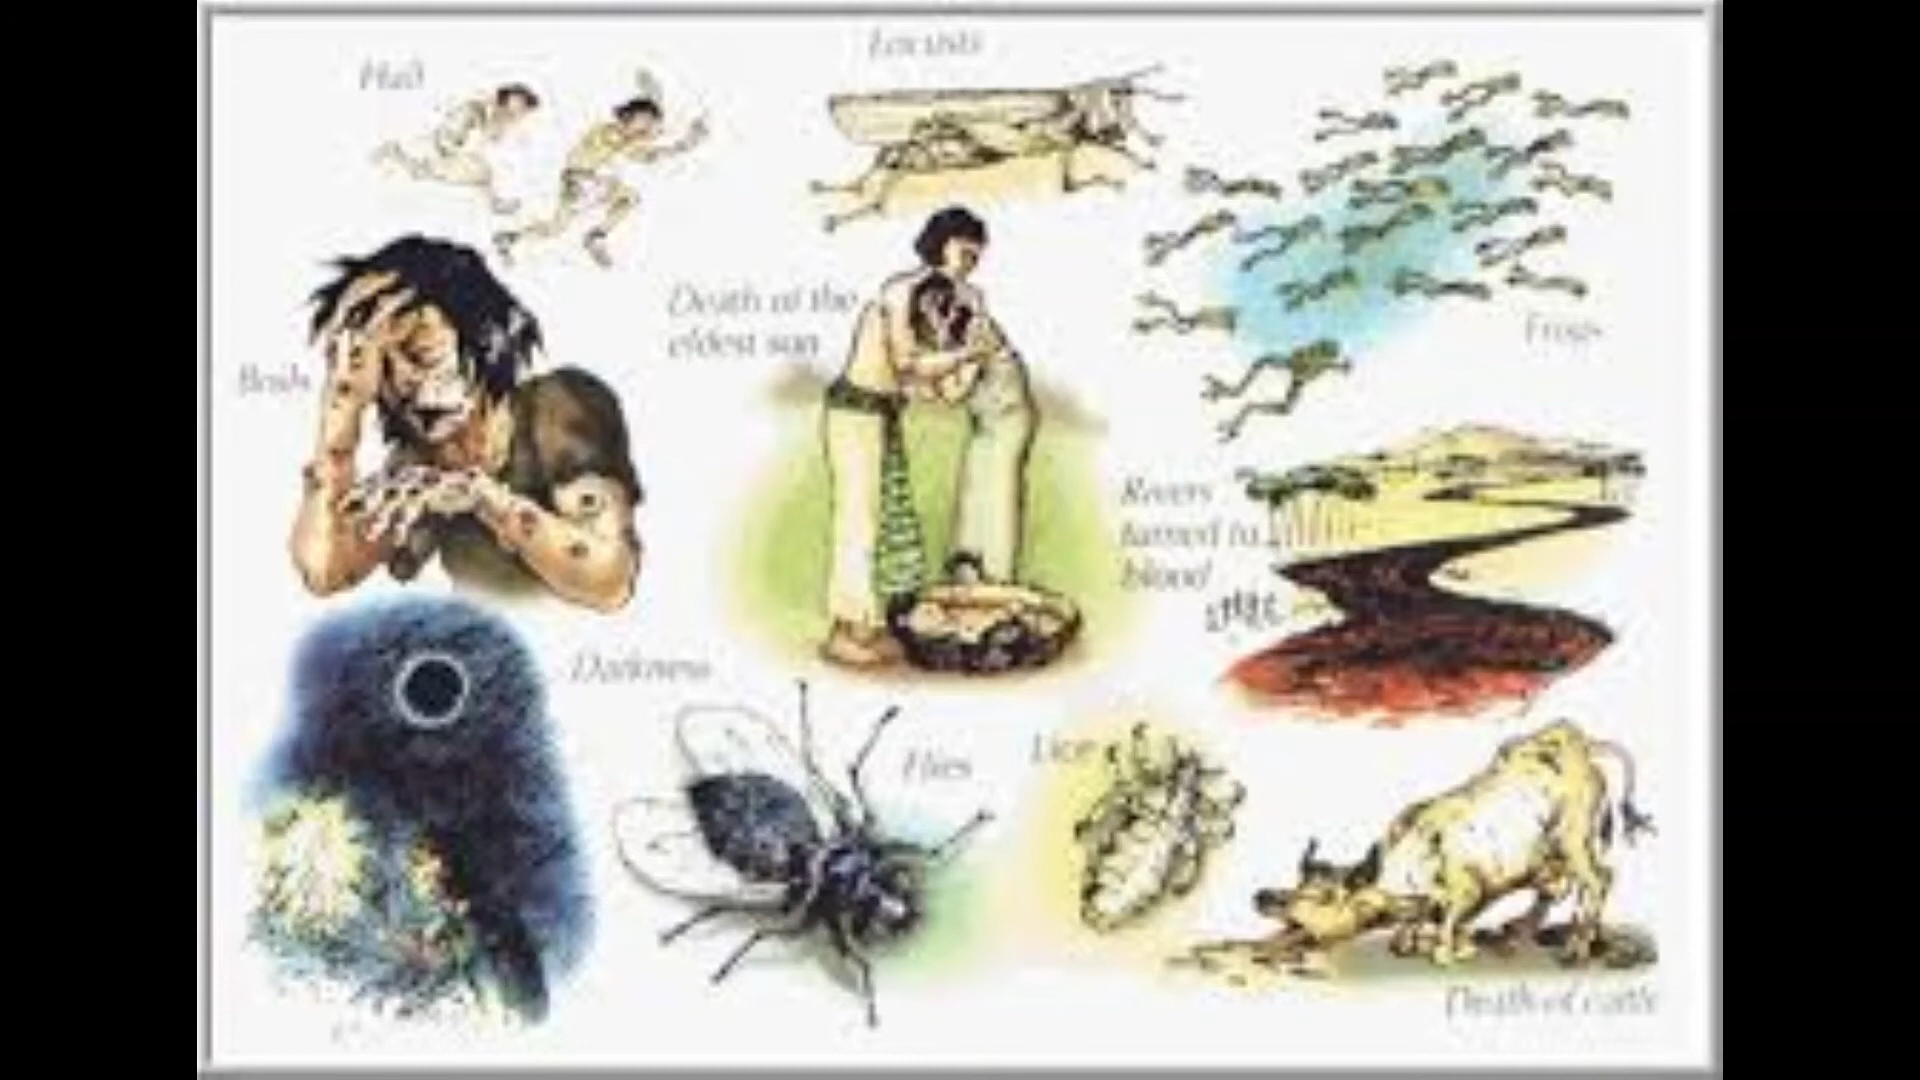 Hail
Locusts
Death of the
eldest son
Boils
Frogs
Rivers
turned to
blood
Darkness
Flies
Lice
Death of cattle